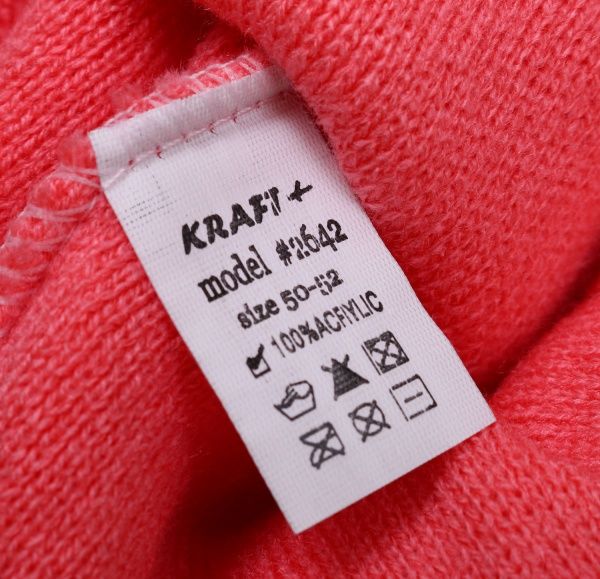 KRAFT+
model #2642
size 50-52
100% ACRYLIC